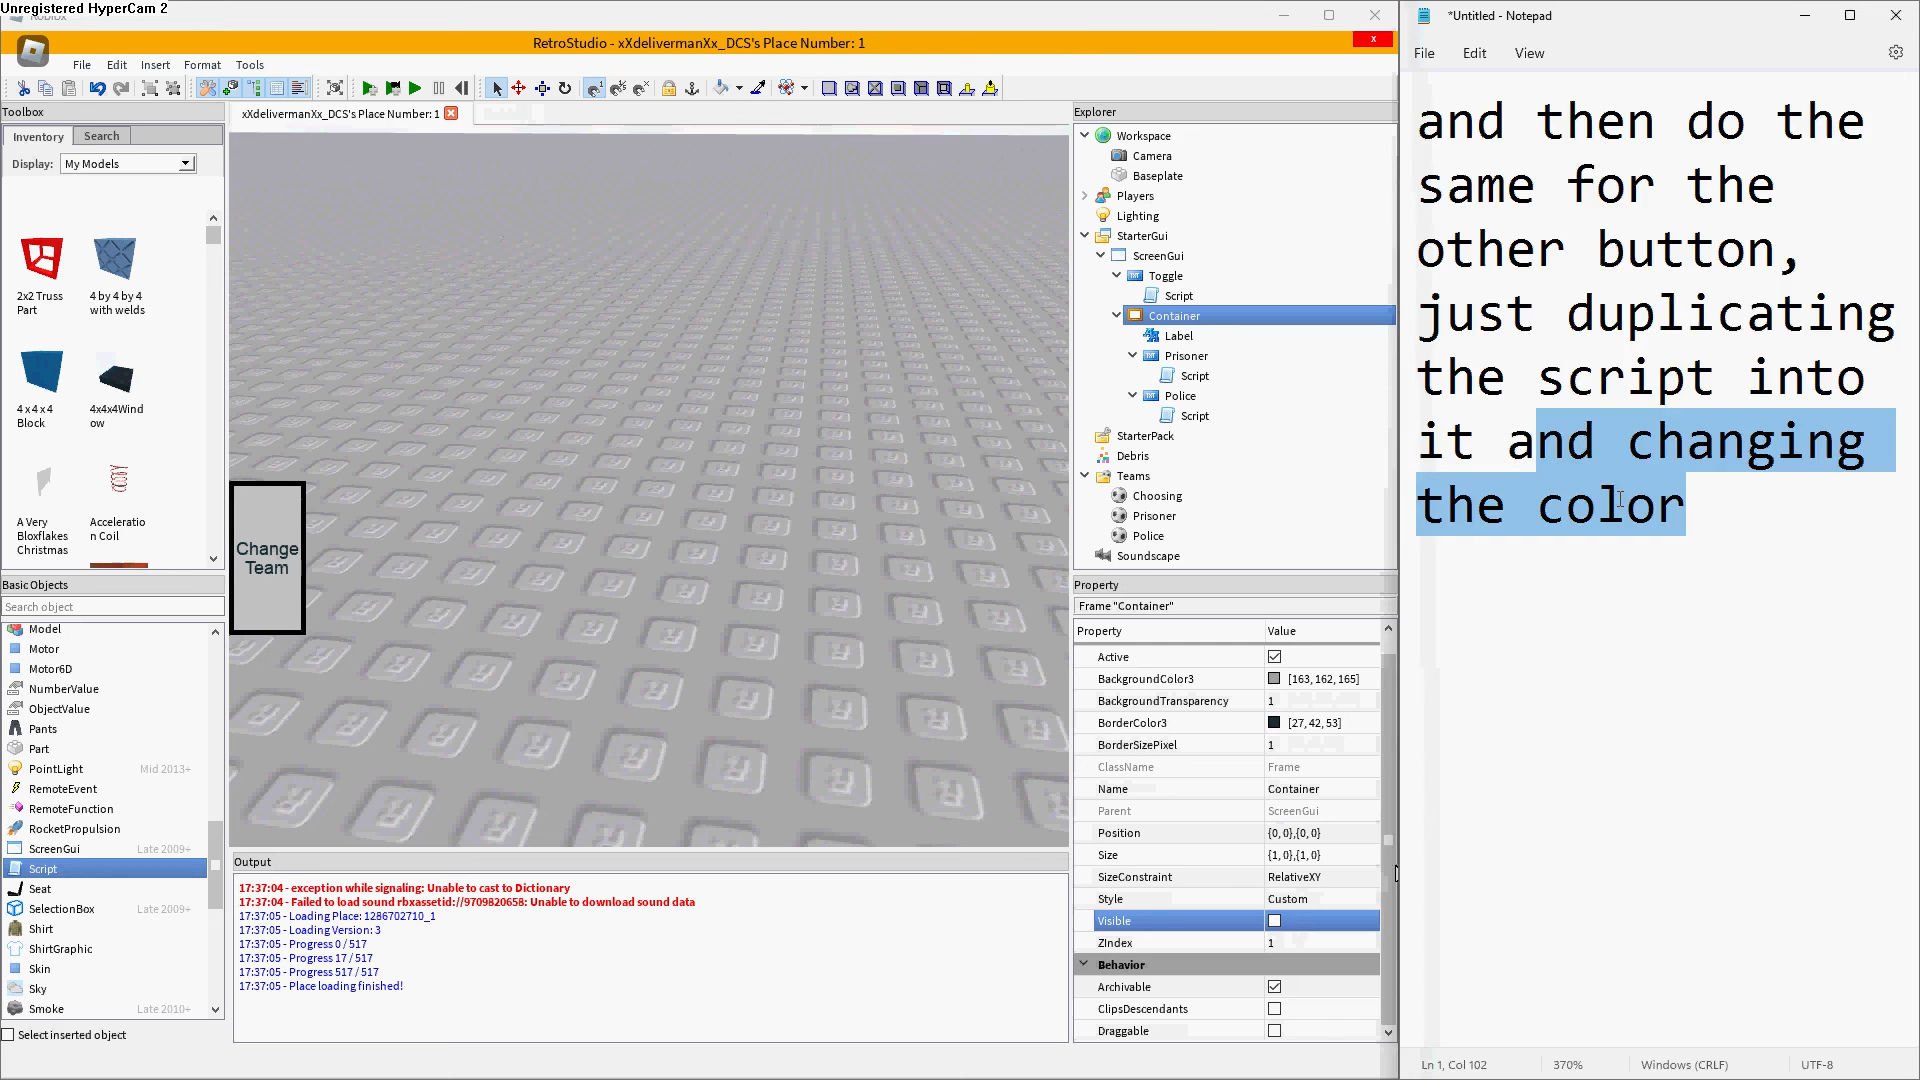 Unregistered HyperCam 2
RetroStudio - xXdelivermanXx_DCS's Place Number: 1
x
File Edit Insert Format Tools
Toolbox
Inventory Search
Display: My Models
2x2 Truss Part
4 by 4 by 4 with welds
4 x 4 x 4 Block
4x4x4Window
A Very Bloxflakes Christmas
Acceleration Coil
Basic Objects
Search object
Model
Motor
Motor6D
NumberValue
ObjectValue
Pants
Part
PointLight Mid 2013+
RemoteEvent
RemoteFunction
RocketPropulsion
ScreenGui Late 2009+
Script
Seat
SelectionBox Late 2009+
Shirt
ShirtGraphic
Skin
Sky
Smoke Late 2010+
Select inserted object
xXdelivermanXx_DCS's Place Number: 1
Change
Team
Output
17:37:04 - exception while signaling: Unable to cast to Dictionary
17:37:04 - Failed to load sound rbxassetid://9709820658: Unable to download sound data
17:37:05 - Loading Place: 1286702710_1
17:37:05 - Loading Version: 3
17:37:05 - Progress 0 / 517
17:37:05 - Progress 17 / 517
17:37:05 - Progress 517 / 517
17:37:05 - Place loading finished!
Explorer
Workspace
Camera
Baseplate
Players
Lighting
StarterGui
ScreenGui
Toggle
Script
Container
Label
Prisoner
Script
Police
Script
StarterPack
Debris
Teams
Choosing
Prisoner
Police
Soundscape
Property
Frame "Container"
Property Value
Active
BackgroundColor3 [163, 162, 165]
BackgroundTransparency 1
BorderColor3 [27, 42, 53]
BorderSizePixel 1
ClassName Frame
Name Container
Parent ScreenGui
Position {0, 0},{0, 0}
Size {1, 0},{1, 0}
SizeConstraint RelativeXY
Style Custom
Visible
ZIndex 1
Behavior
Archivable
ClipsDescendants
Draggable
*Untitled - Notepad
File Edit View
and then do the
same for the
other button,
just duplicating
the script into
it and changing
the color
Ln 1, Col 102 370% Windows (CRLF) UTF-8